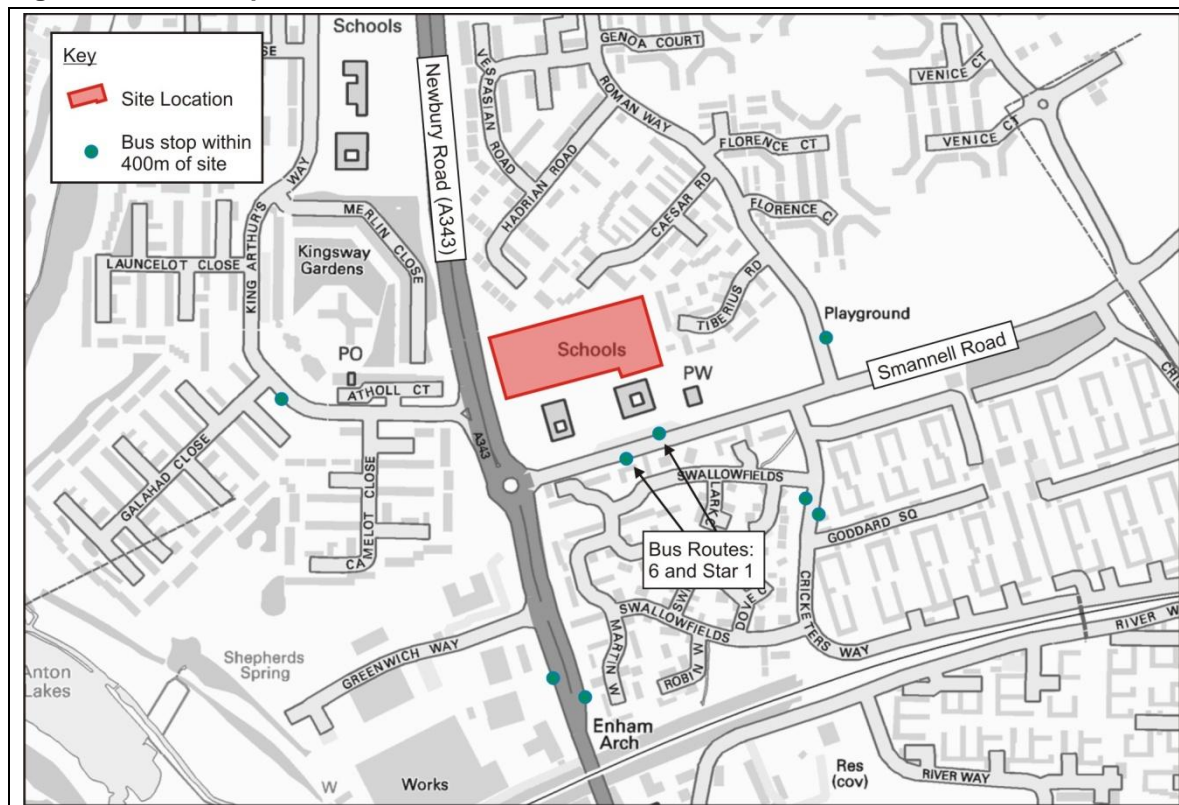 Key
Site Location
Bus stop within
400m of site
Schools
Newbury Road (A343)
VESPASIAN ROAD
GENOA COURT
ROMAN WAY
HADRIAN ROAD
CAESAR RD
FLORENCE CT
FLORENCE C
VENICE CT
VENICE CT
KING ARTHUR'S WAY
MERLIN CLOSE
Kingsway
Gardens
LAUNCELOT CLOSE
TIBERIUS RD
Playground
Smannell Road
Schools
PW
PO
ATHOLL CT
A343
GALAHAD CLOSE
CAMELOT CLOSE
SWALLOWFIELDS
LARK
GODDARD SQ
Bus Routes:
6 and Star 1
SWALLOWFIELDS
DOVE C
CRICKETERS WAY
MARTIN W
ROBIN W
RIVER W
GREENWICH WAY
Shepherds
Spring
Anton
Lakes
Enham
Arch
Works
W
Res
(cov)
RIVER WAY